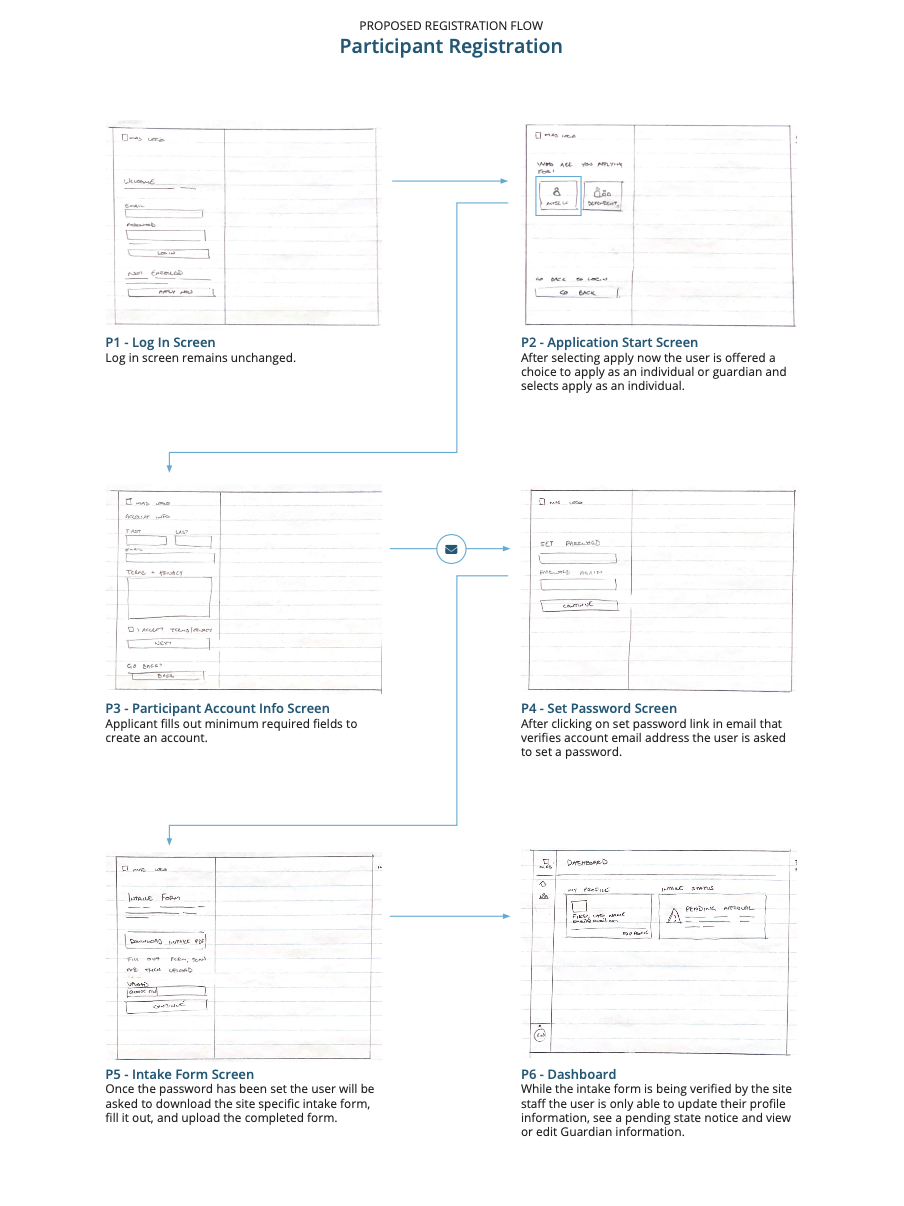 PROPOSED REGISTRATION FLOW
Participant Registration
MAS LOGO
WELCOME
EMAIL
PASSWORD
LOG IN
NOT ENROLLED
APPLY NOW
P1 - Log In Screen
Log in screen remains unchanged.
MAS LOGO
WHO ARE YOU APPLYING
FOR?
MYSELF
DEPENDENT
GO BACK TO LOGIN
GO BACK
P2 - Application Start Screen
After selecting apply now the user is offered a
choice to apply as an individual or guardian and
selects apply as an individual.
MAS LOGO
ACCOUNT INFO
FIRST LAST
EMAIL
TERMS + PRIVACY
I ACCEPT TERMS/PRIVACY
NEXT
GO BACK?
BACK
P3 - Participant Account Info Screen
Applicant fills out minimum required fields to
create an account.
MAS LOGO
SET PASSWORD
PASSWORD AGAIN
CONTINUE
P4 - Set Password Screen
After clicking on set password link in email that
verifies account email address the user is asked
to set a password.
MAS LOGO
INTAKE FORM
DOWNLOAD INTAKE PDF
FILL OUT FORM, SCAN
AND THEN UPLOAD
UPLOAD
CHOOSE FILE
CONTINUE
P5 - Intake Form Screen
Once the password has been set the user will be
asked to download the site specific intake form,
fill it out, and upload the completed form.
DASHBOARD
MY PROFILE
FIRST, LAST NAME
INTAKE STATUS
PENDING APPROVAL
P6 - Dashboard
While the intake form is being verified by the site
staff the user is only able to update their profile
information, see a pending state notice and view
or edit Guardian information.